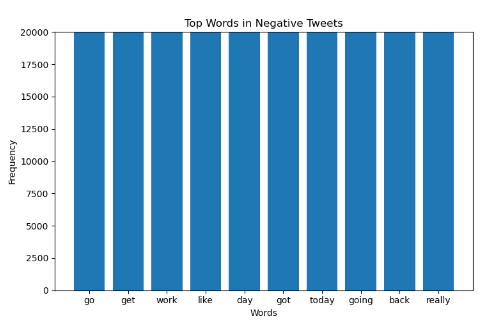 Top Words in Negative Tweets
20000
17500
15000
12500
10000
7500
5000
2500
0
Frequency
go get work like day got today going back really
Words